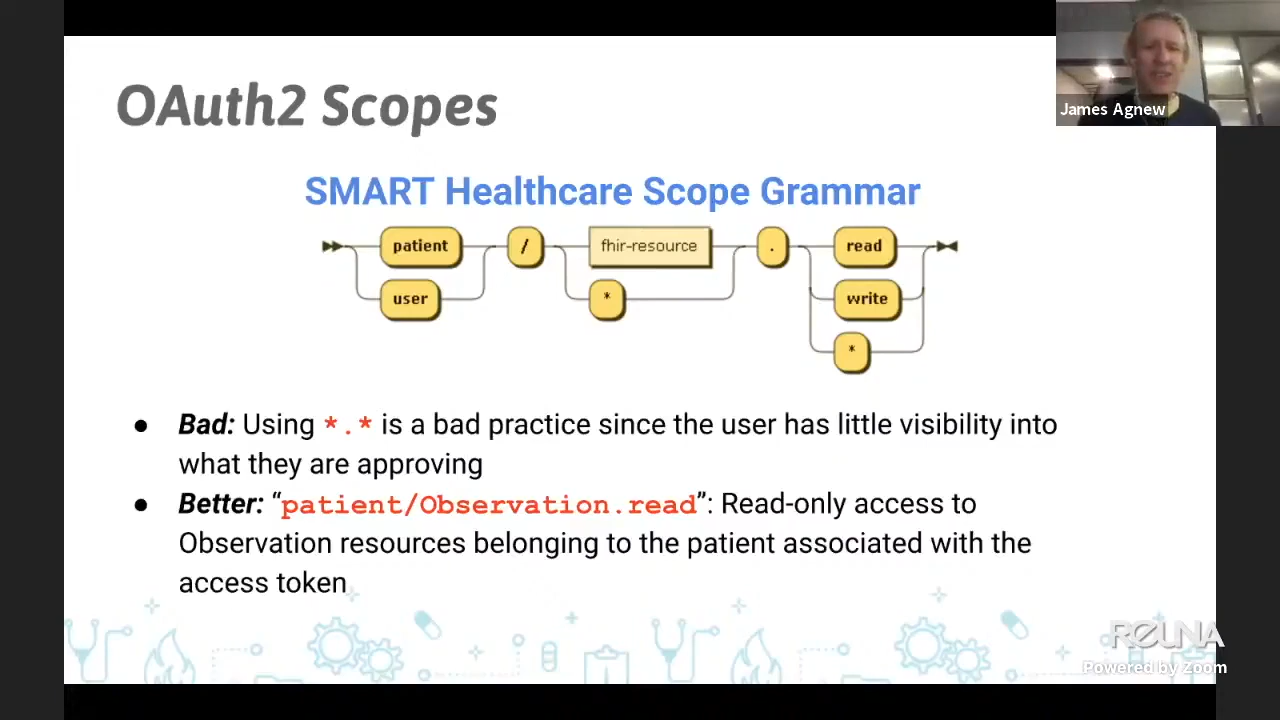 OAuth2 Scopes
James Agnew
SMART Healthcare Scope Grammar
patient / fhir-resource . read
user * write
*
● Bad: Using *.* is a bad practice since the user has little visibility into
what they are approving
● Better: “patient/Observation.read”: Read-only access to
Observation resources belonging to the patient associated with the
access token
REUNA
Powered by Zoom